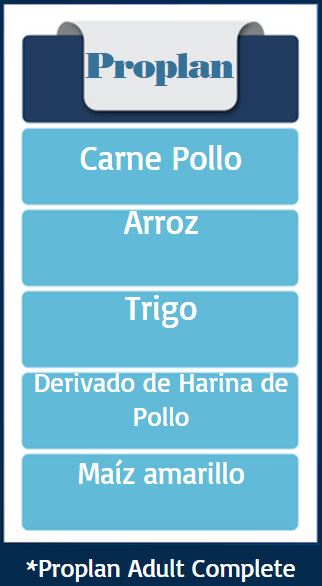 Proplan
Carne Pollo
Arroz
Trigo
Derivado de Harina de
Pollo
Maíz amarillo
*Proplan Adult Complete